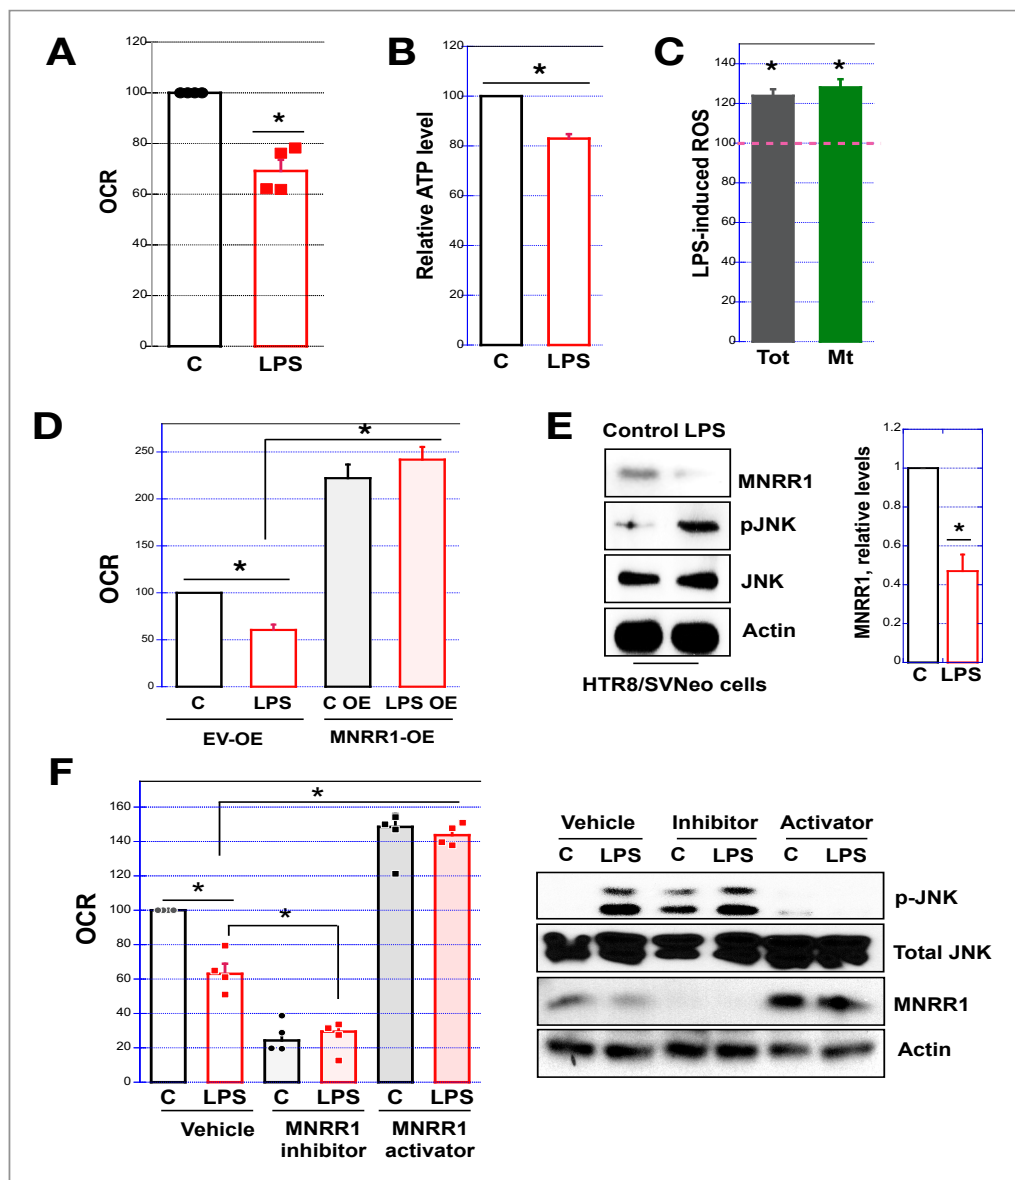 A
120
100
80
60
40
20
0
OCR
*
C LPS
B
120
100
80
60
40
20
0
Relative ATP level
*
C LPS
C
140
120
100
80
60
40
20
0
LPS-induced ROS
* *
Tot Mt
D
250
200
150
100
50
0
OCR
*
*
C LPS C OE LPS OE
EV-OE MNRR1-OE
E
Control LPS
MNRR1
pJNK
JNK
Actin
HTR8/SVNeo cells
1.2
1
0.8
0.6
0.4
0.2
0
MNRR1, relative levels
*
C LPS
F
160
140
120
100
80
60
40
20
0
OCR
*
*
*
C LPS C LPS C LPS
Vehicle MNRR1 inhibitor MNRR1 activator
Vehicle Inhibitor Activator
C LPS C LPS C LPS
p-JNK
Total JNK
MNRR1
Actin